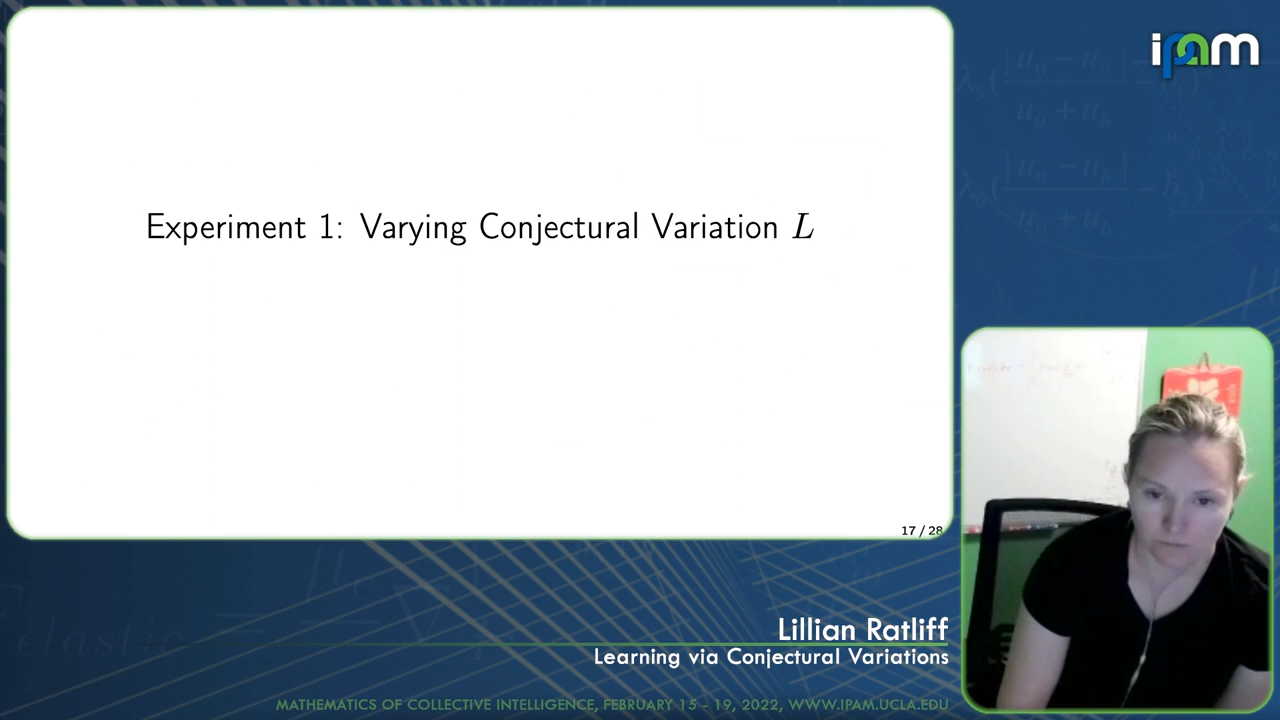 ipam
Experiment 1: Varying Conjectural Variation L
17 / 28
Lillian Ratliff
Learning via Conjectural Variations
MATHEMATICS OF COLLECTIVE INTELLIGENCE, FEBRUARY 15 - 19, 2022, WWW.IPAM.UCLA.EDU
elastic